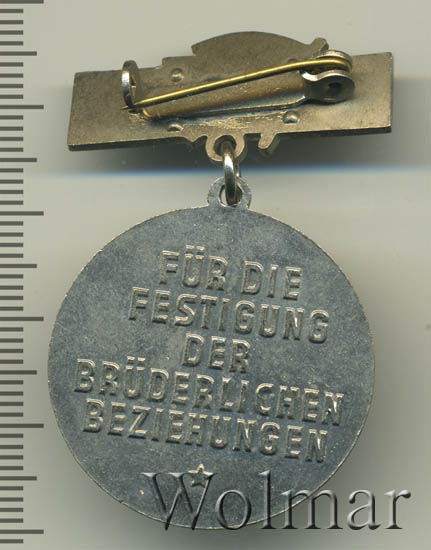 FÜR DIE
FESTIGUNG
DER
BRÜDERLICHEN
BEZIEHUNGEN
Wolmar